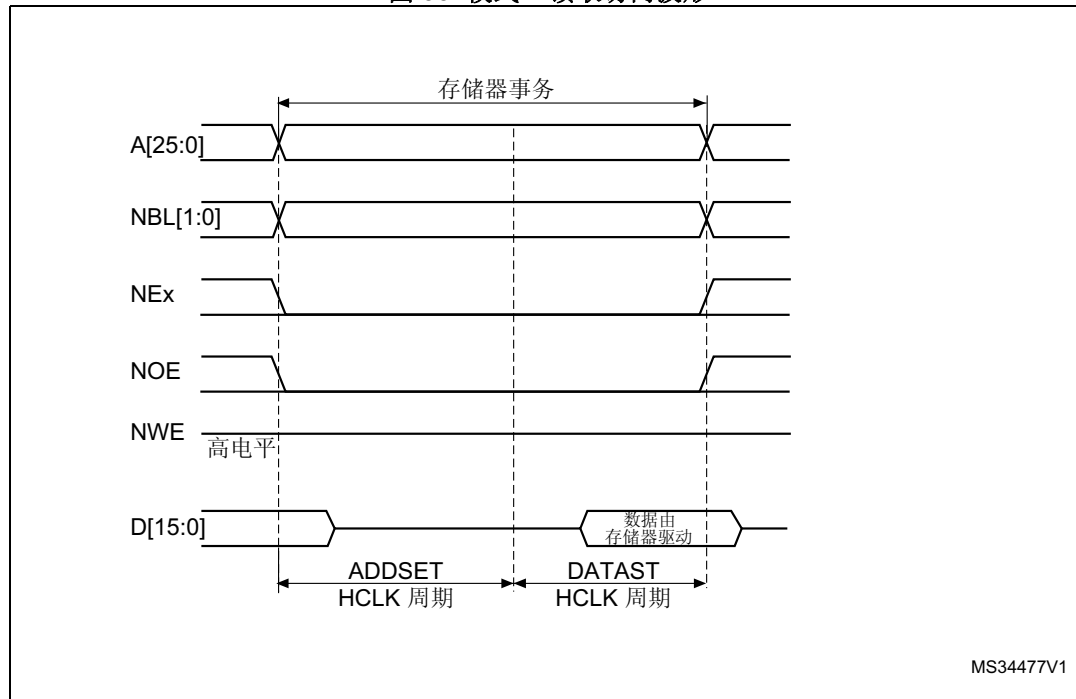 存储器事务
A[25:0]
NBL[1:0]
NEx
NOE
NWE
高电平
D[15:0]
数据由
存储器驱动
ADDSET
HCLK 周期
DATAST
HCLK 周期
MS34477V1